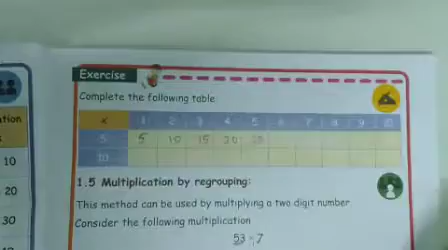 Exercise
Complete the following table
x 1 2 3 4 5 6 7 8 9 10
5 5 10 15 20 25
10
1.5 Multiplication by regrouping:
This method can be used by multiplying a two digit number
Consider the following multiplication
53 × 7
10
20
30